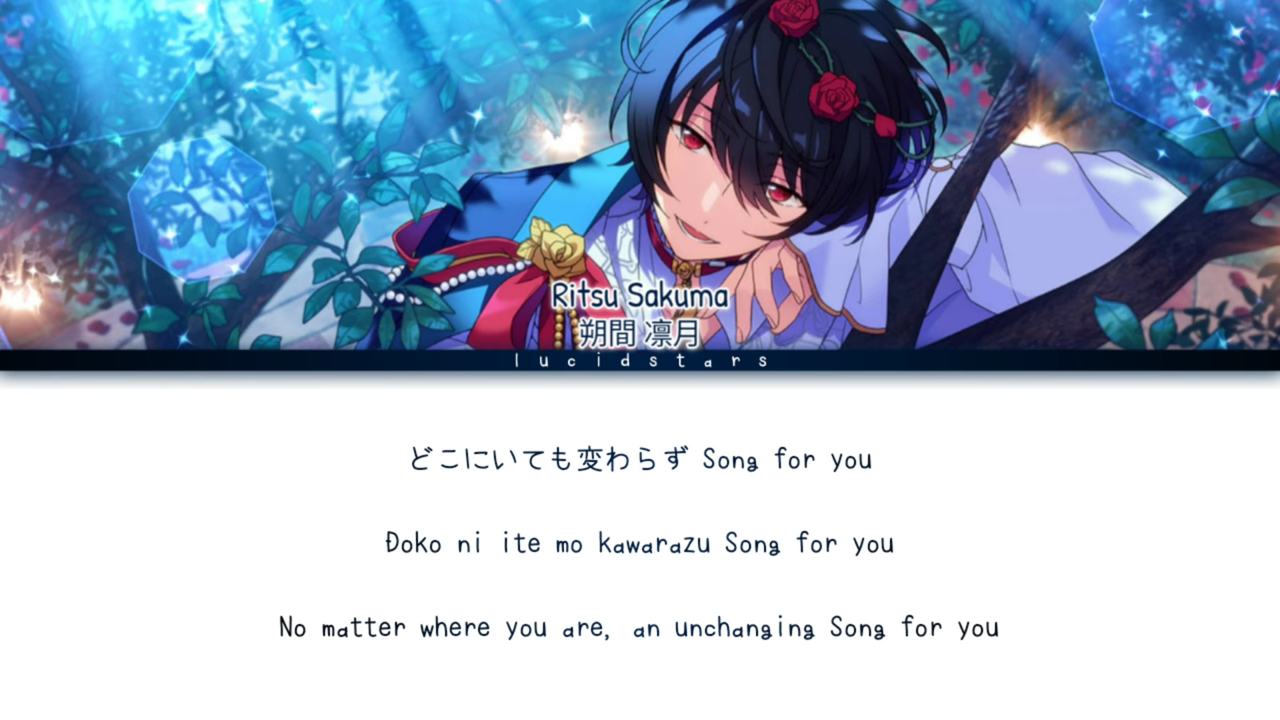 Ritsu Sakuma
朔間 凛月
lucidstars
どこにいても変わらず Song for you
Doko ni ite mo kawarazu Song for you
No matter where you are, an unchanging Song for you